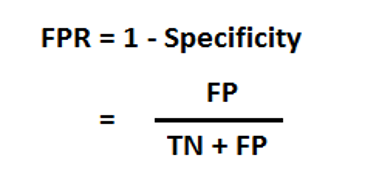 FPR = 1 - Specificity
= FP
TN + FP